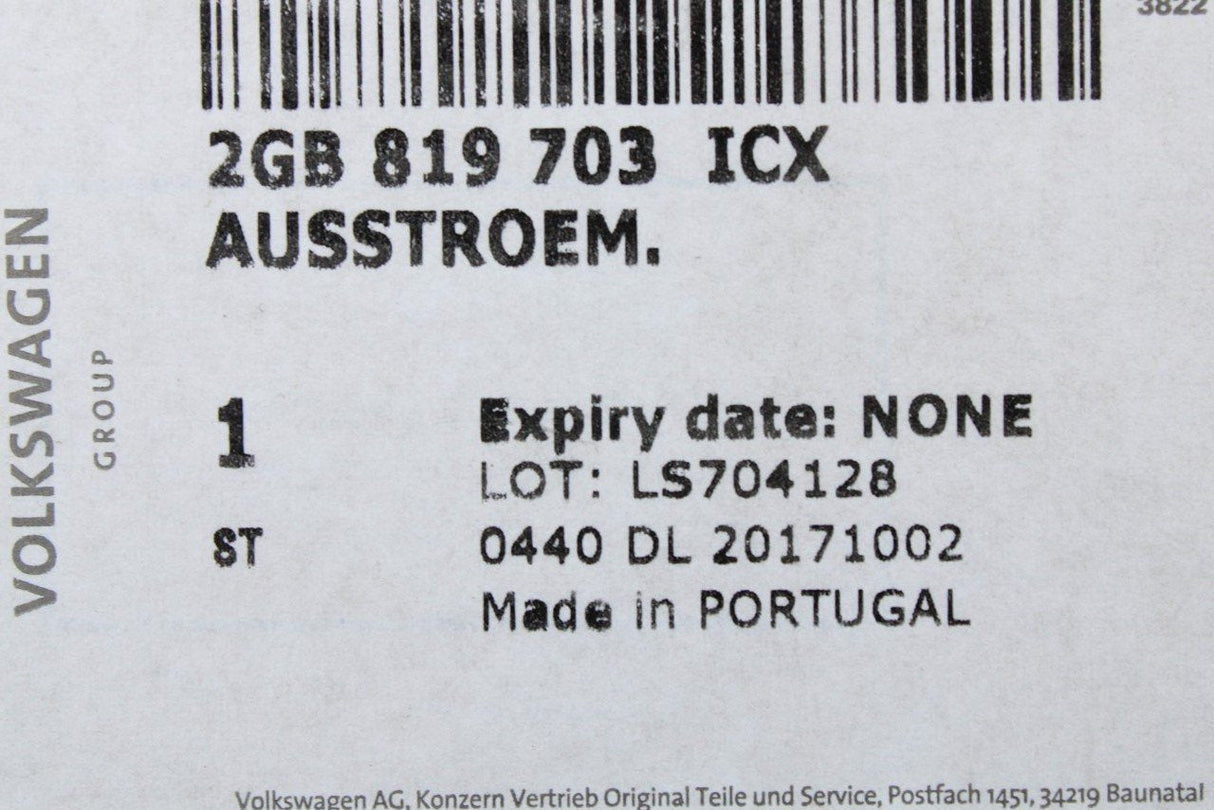 3822
2GB 819 703 ICX
AUSSTROEM.
VOLKSWAGEN
GROUP
1
Expiry date: NONE
LOT: LS704128
ST
0440 DL 20171002
Made in PORTUGAL
Volkswagen AG, Konzern Vertrieb Original Teile und Service, Postfach 1451, 34219 Baunatal